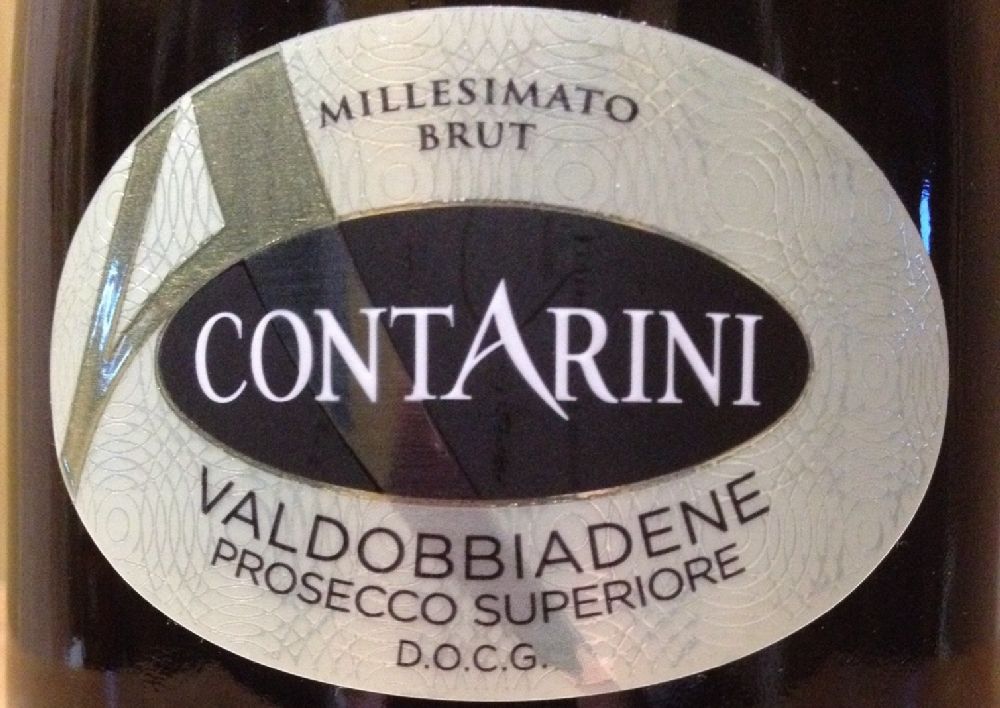 MILLESIMATO
BRUT
CONTARINI
VALDOBBIADENE
PROSECCO SUPERIORE
D.O.C.G.